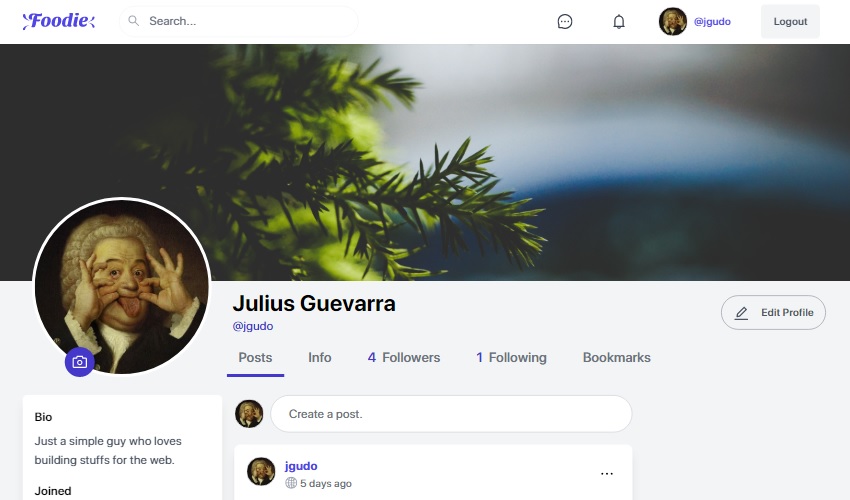 Foodie
Search...
@jgudo
Logout
Julius Guevarra
@jgudo
Edit Profile
Posts
Info
4 Followers
1 Following
Bookmarks
Bio
Just a simple guy who loves
building stuffs for the web.
Joined
Create a post.
jgudo
5 days ago